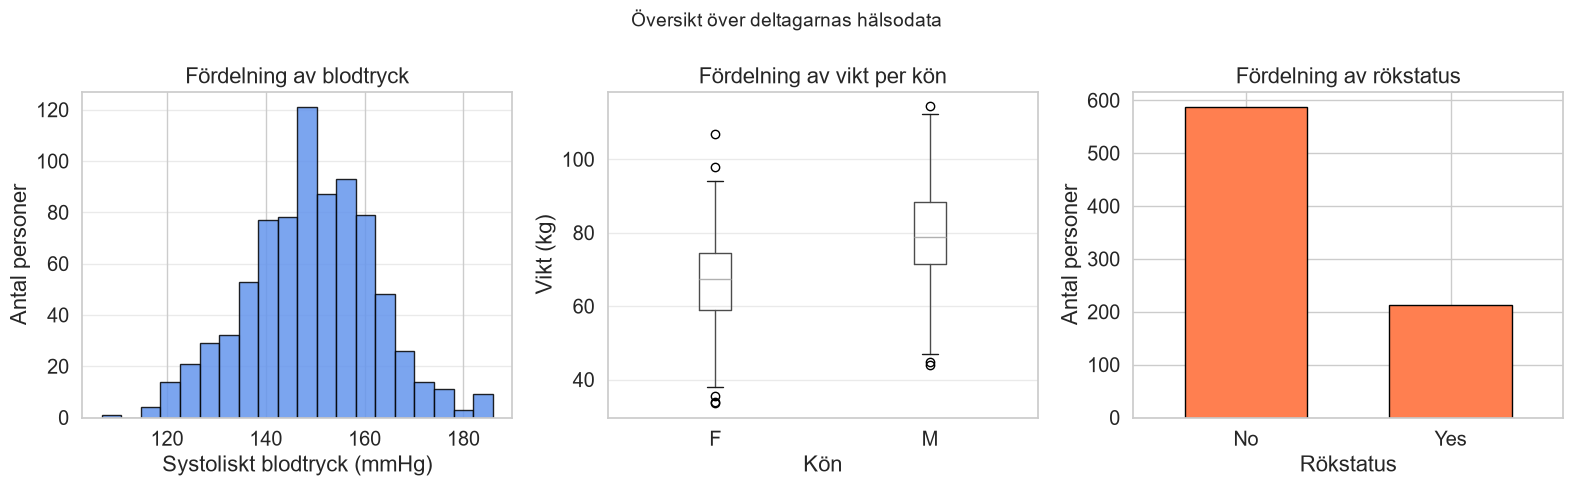 Översikt över deltagarnas hälsodata
Fördelning av blodtryck
120
100
80
60
40
20
0
Antal personer
120 140 160 180
Systoliskt blodtryck (mmHg)
Fördelning av vikt per kön
100
80
60
40
Vikt (kg)
F M
Kön
Fördelning av rökstatus
600
500
400
300
200
100
0
Antal personer
No Yes
Rökstatus